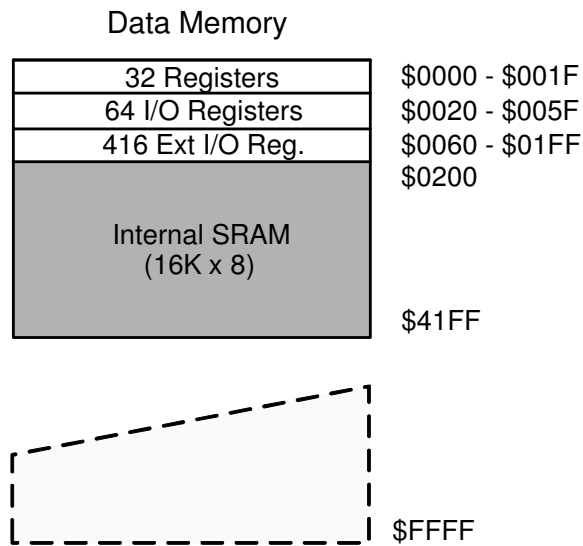 Data Memory
32 Registers $0000 - $001F
64 I/O Registers $0020 - $005F
416 Ext I/O Reg. $0060 - $01FF
$0200
Internal SRAM
(16K x 8)
$41FF
$FFFF